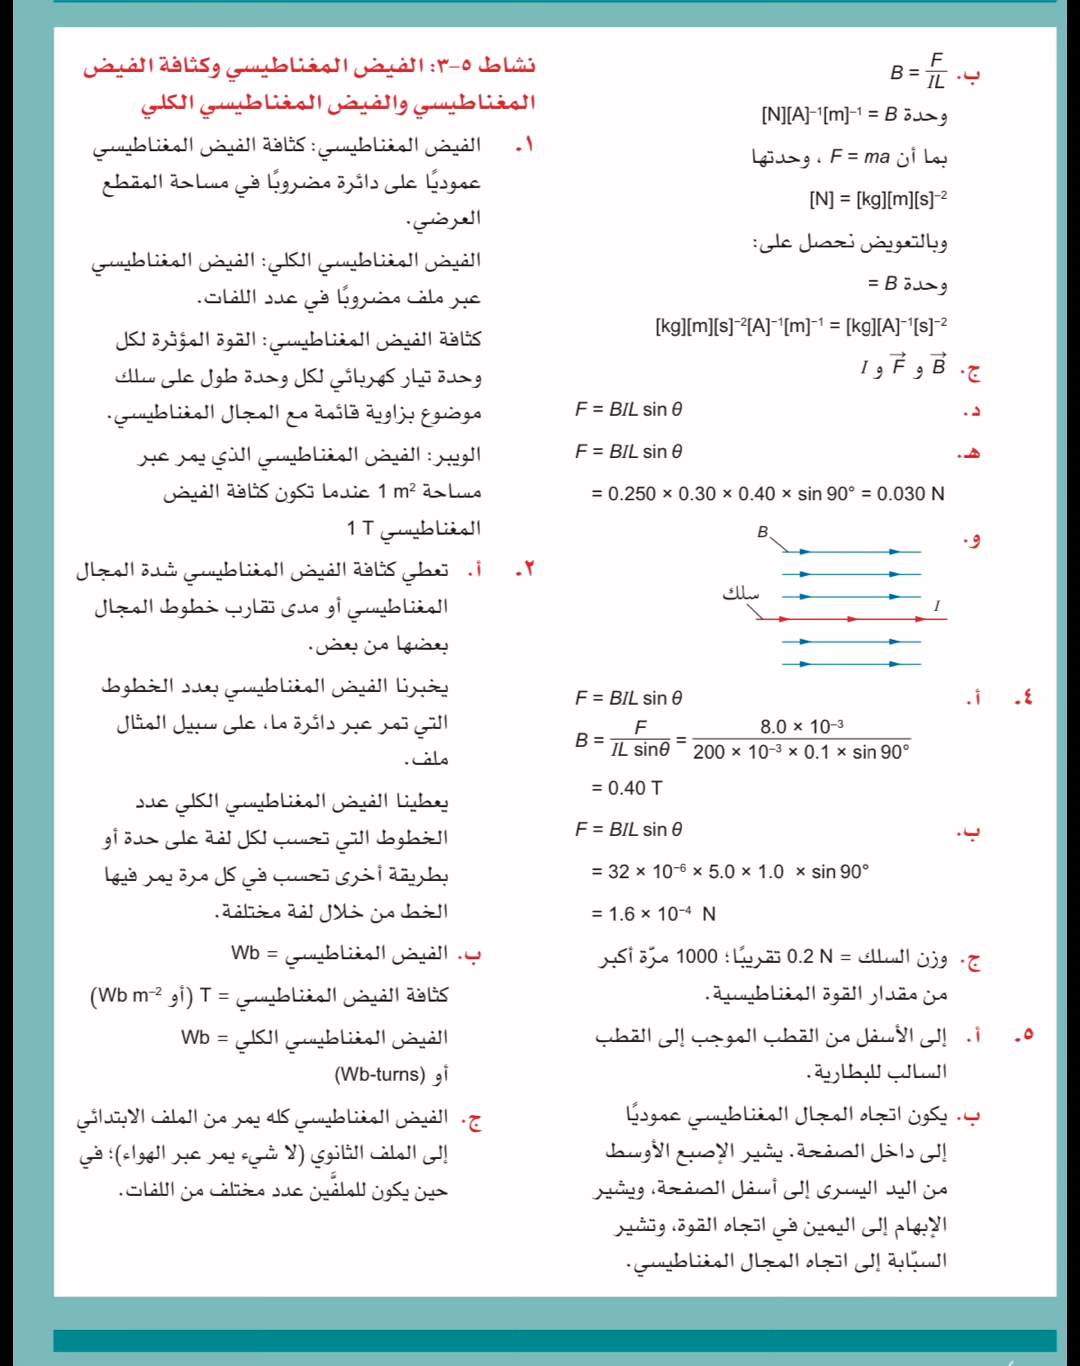 ب. B = F/IL
وحدة B = [N][A]⁻¹[m]⁻¹
بما أن F = ma ، وحدتها
[N] = [kg][m][s]⁻²
وبالتعويض نحصل على:
وحدة B =
[kg][m][s]⁻²[A]⁻¹[m]⁻¹ = [kg][A]⁻¹[s]⁻²
ج. B⃗ و F⃗ و I
د. F = BIL sin θ
هـ. F = BIL sin θ
= 0.250 × 0.30 × 0.40 × sin 90° = 0.030 N
و.
B
سلك
I
٤. أ. F = BIL sin θ
B = F/(IL sinθ) = (8.0 × 10⁻³)/(200 × 10⁻³ × 0.1 × sin 90°)
= 0.40 T
ب. F = BIL sin θ
= 32 × 10⁻⁶ × 5.0 × 1.0 × sin 90°
= 1.6 × 10⁻⁴ N
ج. وزن السلك = 0.2 N تقريبًا؛ 1000 مرّة أكبر
من مقدار القوة المغناطيسية.
٥. أ. إلى الأسفل من القطب الموجب إلى القطب
السالب للبطارية.
ب. يكون اتجاه المجال المغناطيسي عموديًا
إلى داخل الصفحة. يشير الإصبع الأوسط
من اليد اليسرى إلى أسفل الصفحة، ويشير
الإبهام إلى اليمين في اتجاه القوة، وتشير
السبّابة إلى اتجاه المجال المغناطيسي.
نشاط ٥-٣: الفيض المغناطيسي وكثافة الفيض
المغناطيسي والفيض المغناطيسي الكلي
١. الفيض المغناطيسي: كثافة الفيض المغناطيسي
عموديًا على دائرة مضروبًا في مساحة المقطع
العرضي.
الفيض المغناطيسي الكلي: الفيض المغناطيسي
عبر ملف مضروبًا في عدد اللفات.
كثافة الفيض المغناطيسي: القوة المؤثرة لكل
وحدة تيار كهربائي لكل وحدة طول على سلك
موضوع بزاوية قائمة مع المجال المغناطيسي.
الويبر: الفيض المغناطيسي الذي يمر عبر
مساحة 1 m² عندما تكون كثافة الفيض
المغناطيسي 1 T
٢. أ. تعطي كثافة الفيض المغناطيسي شدة المجال
المغناطيسي أو مدى تقارب خطوط المجال
بعضها من بعض.
يخبرنا الفيض المغناطيسي بعدد الخطوط
التي تمر عبر دائرة ما، على سبيل المثال
ملف.
يعطينا الفيض المغناطيسي الكلي عدد
الخطوط التي تحسب لكل لفة على حدة أو
بطريقة أخرى تحسب في كل مرة يمر فيها
الخط من خلال لفة مختلفة.
ب. الفيض المغناطيسي = Wb
كثافة الفيض المغناطيسي = T (أو Wb m⁻²)
الفيض المغناطيسي الكلي = Wb
أو (Wb-turns)
ج. الفيض المغناطيسي كله يمر من الملف الابتدائي
إلى الملف الثانوي (لا شيء يمر عبر الهواء)؛ في
حين يكون للملفَّين عدد مختلف من اللفات.